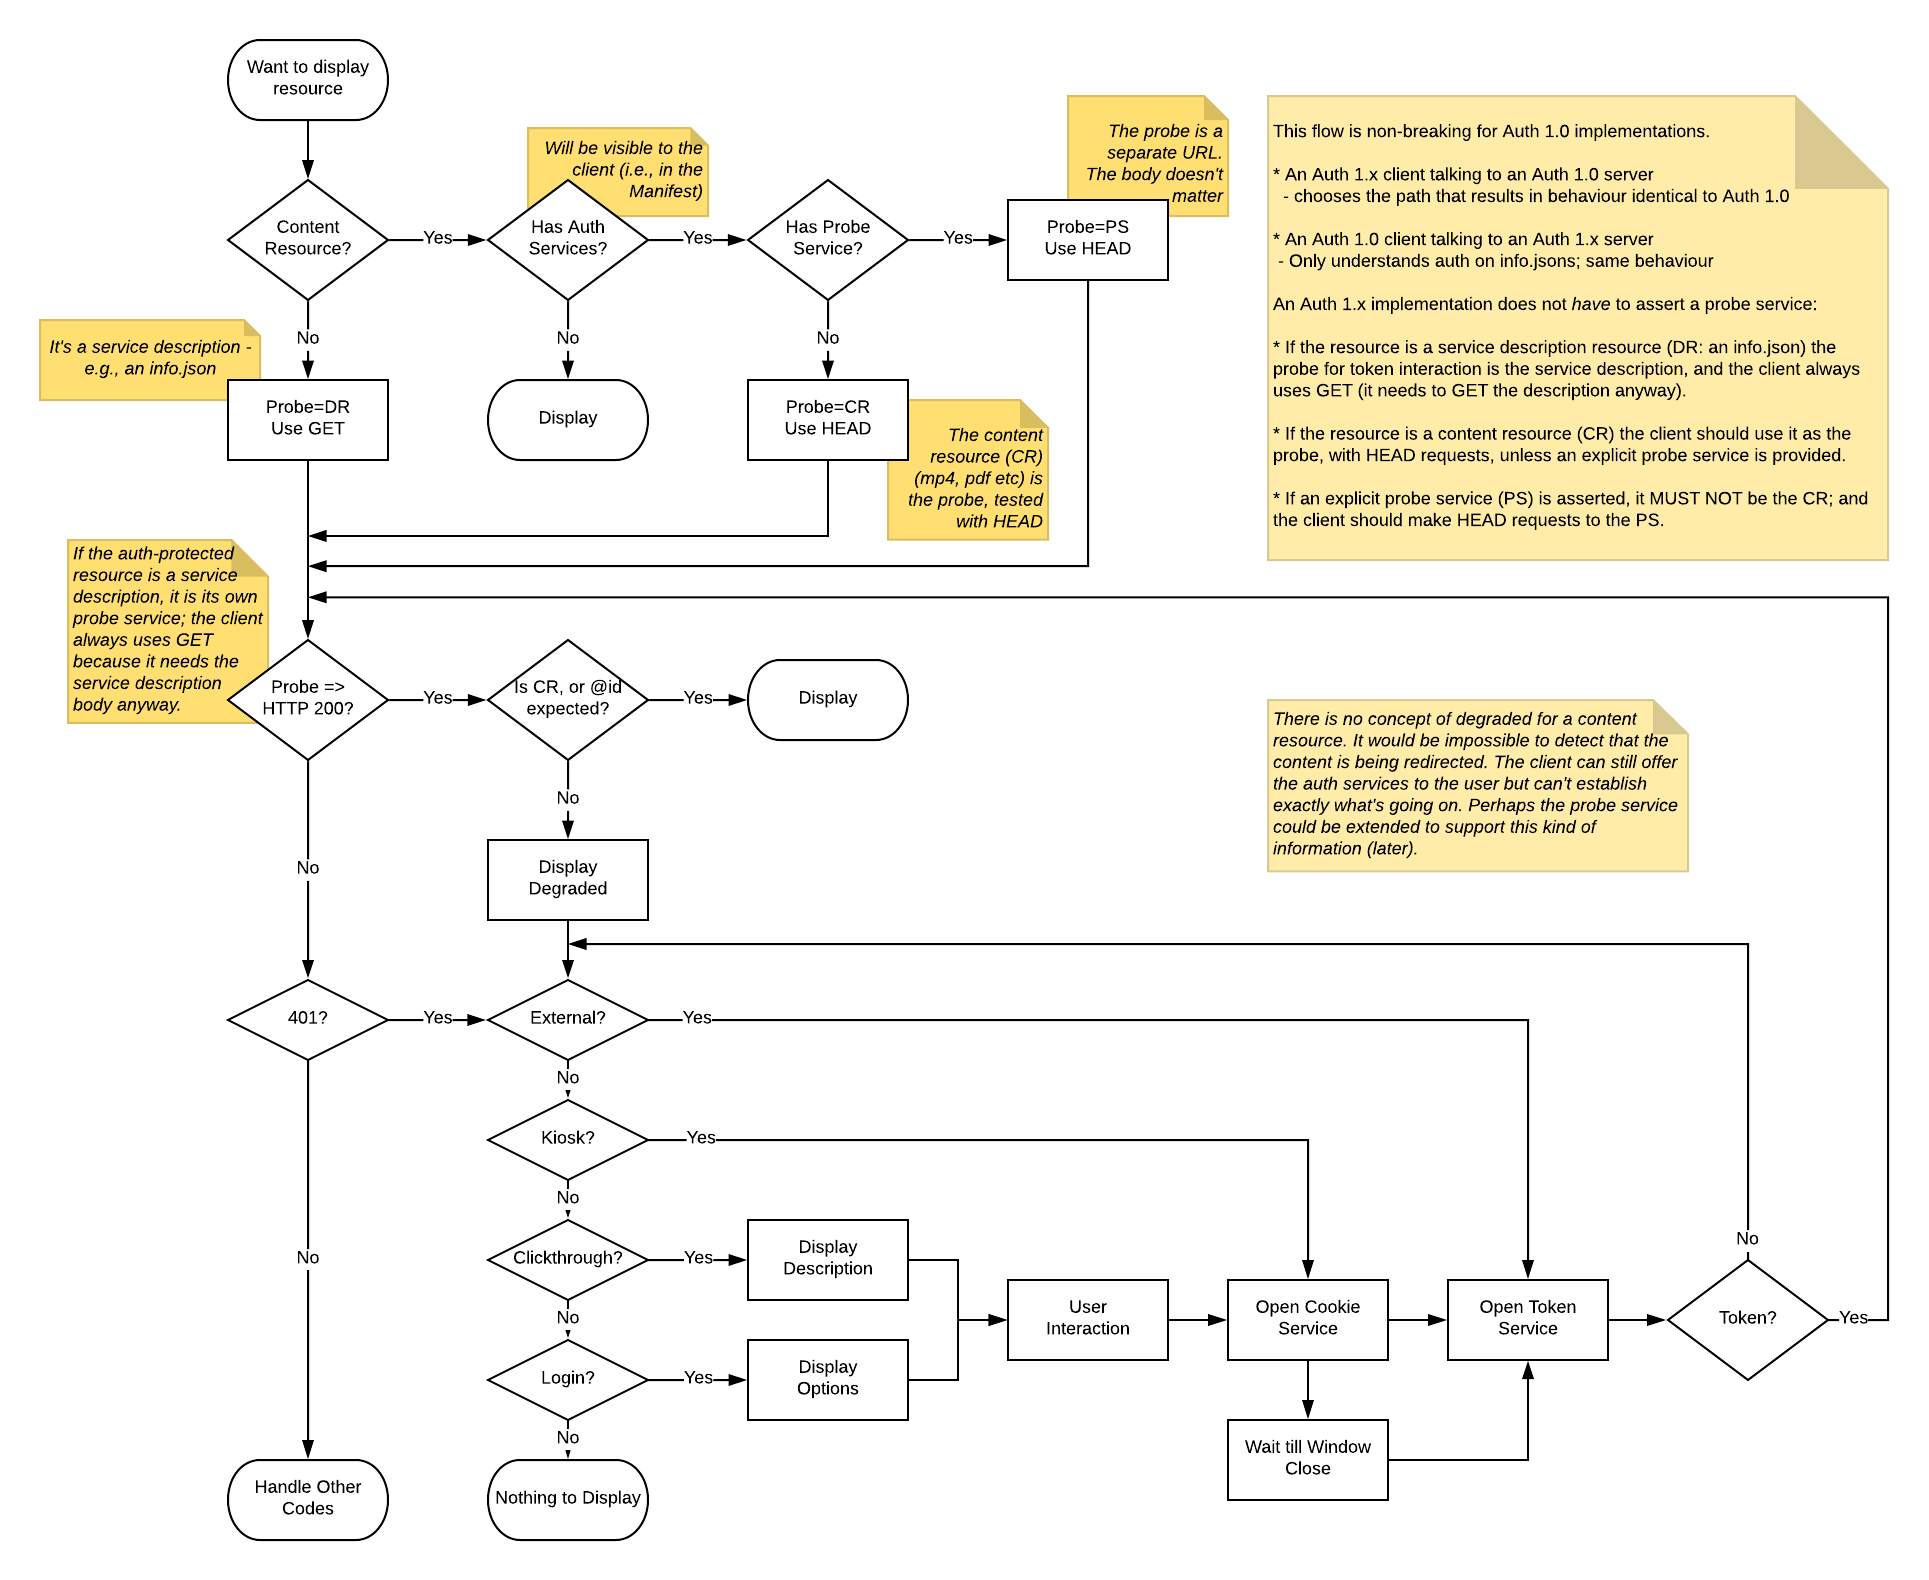 Want to display
resource
Will be visible to the
client (i.e., in the
Manifest)
The probe is a
separate URL.
The body doesn't
matter
This flow is non-breaking for Auth 1.0 implementations.
* An Auth 1.x client talking to an Auth 1.0 server
- chooses the path that results in behaviour identical to Auth 1.0
* An Auth 1.0 client talking to an Auth 1.x server
- Only understands auth on info.jsons; same behaviour
An Auth 1.x implementation does not have to assert a probe service:
* If the resource is a service description resource (DR: an info.json) the
probe for token interaction is the service description, and the client always
uses GET (it needs to GET the description anyway).
* If the resource is a content resource (CR) the client should use it as the
probe, with HEAD requests, unless an explicit probe service is provided.
* If an explicit probe service (PS) is asserted, it MUST NOT be the CR; and
the client should make HEAD requests to the PS.
Content
Resource?
Yes
Has Auth
Services?
Yes
Has Probe
Service?
Yes
Probe=PS
Use HEAD
No
No
No
It's a service description -
e.g., an info.json
Probe=DR
Use GET
Display
Probe=CR
Use HEAD
The content
resource (CR)
(mp4, pdf etc) is
the probe, tested
with HEAD
If the auth-protected
resource is a service
description, it is its own
probe service; the client
always uses GET
because it needs the
service description
body anyway.
Probe =>
HTTP 200?
Yes
Is CR, or @id
expected?
Yes
Display
There is no concept of degraded for a content
resource. It would be impossible to detect that the
content is being redirected. The client can still offer
the auth services to the user but can't establish
exactly what's going on. Perhaps the probe service
could be extended to support this kind of
information (later).
No
No
Display
Degraded
401?
Yes
External?
Yes
No
Kiosk?
Yes
No
No
Clickthrough?
Yes
Display
Description
No
Login?
Yes
Display
Options
User
Interaction
Open Cookie
Service
Open Token
Service
No
Token?
Yes
No
Wait till Window
Close
Handle Other
Codes
Nothing to Display